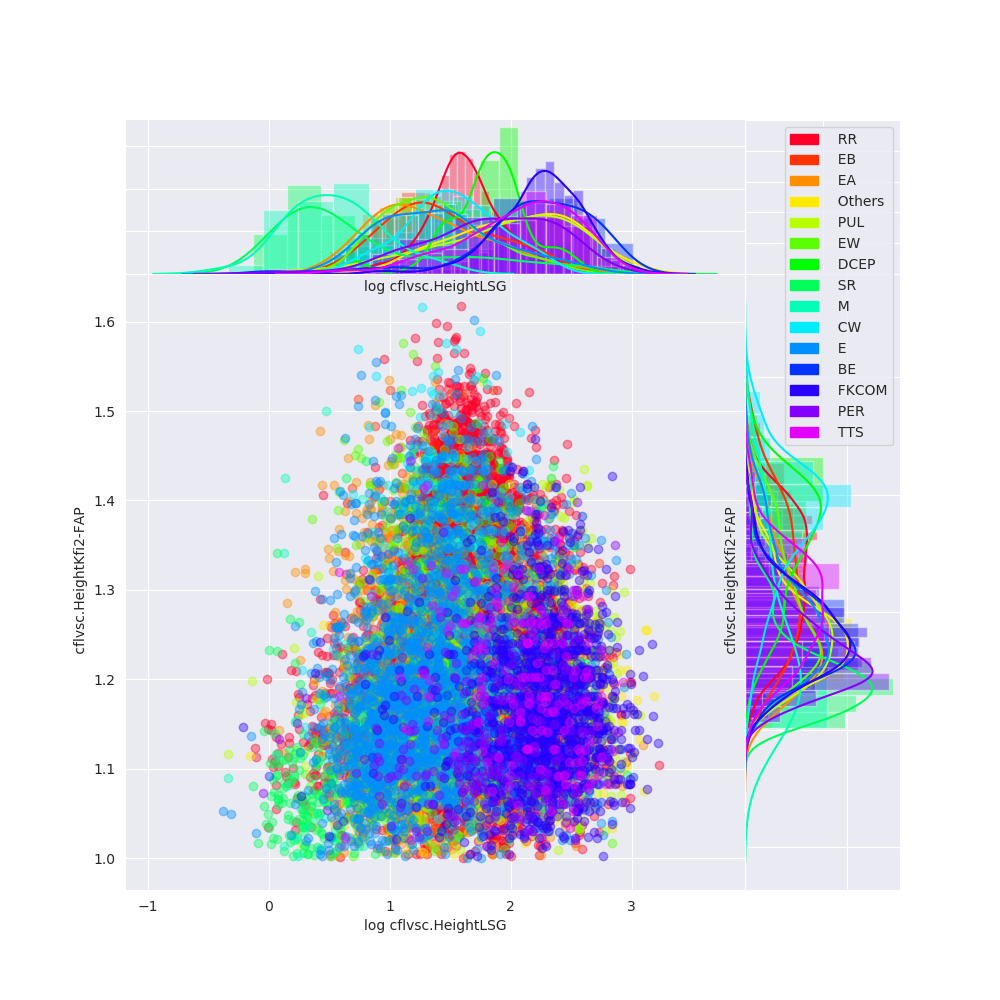 RR
EB
EA
Others
PUL
EW
DCEP
SR
M
CW
E
BE
FKCOM
PER
TTS
log cflvsc.HeightLSG
1.6
1.5
1.4
1.3
1.2
1.1
1.0
cflvsc.HeightKfi2-FAP
cflvsc.HeightKfi2-FAP
−1 0 1 2 3
log cflvsc.HeightLSG